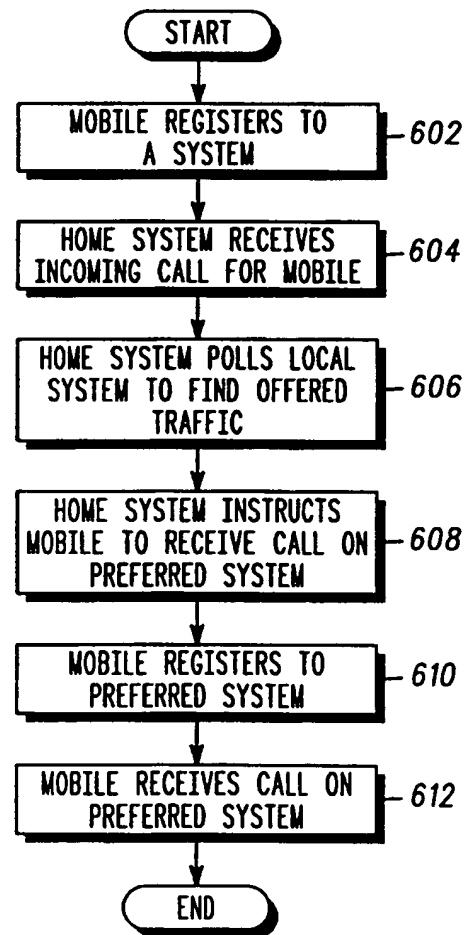 START
MOBILE REGISTERS TO
A SYSTEM
602
HOME SYSTEM RECEIVES
INCOMING CALL FOR MOBILE
604
HOME SYSTEM POLLS LOCAL
SYSTEM TO FIND OFFERED
TRAFFIC
606
HOME SYSTEM INSTRUCTS
MOBILE TO RECEIVE CALL ON
PREFERRED SYSTEM
608
MOBILE REGISTERS TO
PREFERRED SYSTEM
610
MOBILE RECEIVES CALL ON
PREFERRED SYSTEM
612
END